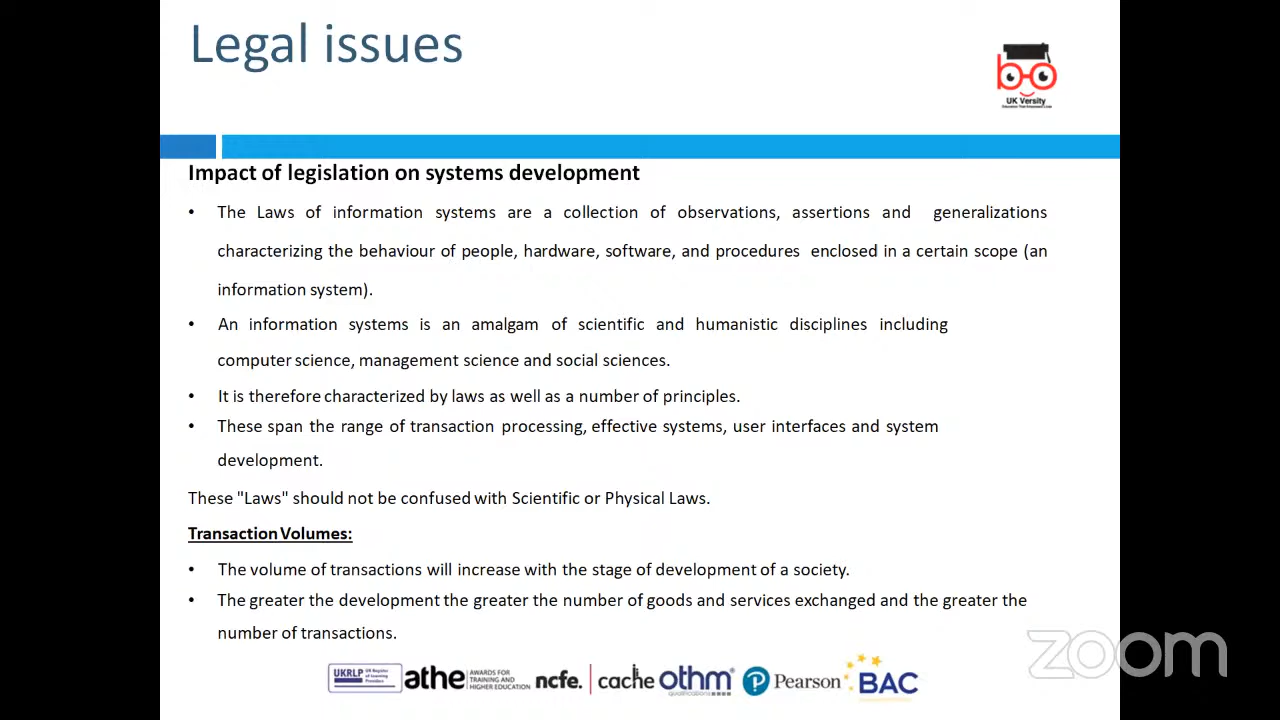 Legal issues
UK Versity
Impact of legislation on systems development
• The Laws of information systems are a collection of observations, assertions and generalizations
characterizing the behaviour of people, hardware, software, and procedures enclosed in a certain scope (an
information system).
• An information systems is an amalgam of scientific and humanistic disciplines including
computer science, management science and social sciences.
• It is therefore characterized by laws as well as a number of principles.
• These span the range of transaction processing, effective systems, user interfaces and system
development.
These "Laws" should not be confused with Scientific or Physical Laws.
Transaction Volumes:
• The volume of transactions will increase with the stage of development of a society.
• The greater the development the greater the number of goods and services exchanged and the greater the
number of transactions.
zoom
UKRLP UK Register of Learning Providers athe AWARDS FOR TRAINING AND HIGHER EDUCATION ncfe. cache othm qualifications P Pearson BAC